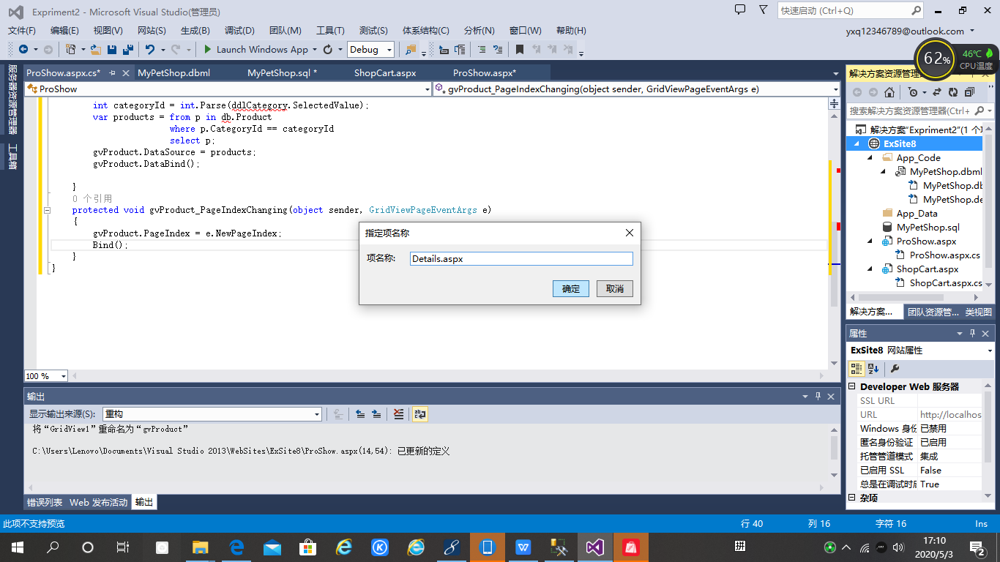 Expriment2 - Microsoft Visual Studio(管理员)
快速启动 (Ctrl+Q)
文件(F) 编辑(E) 视图(V) 网站(S) 生成(B) 调试(D) 团队(M) 工具(T) 测试(S) 体系结构(C) 分析(N) 窗口(W) 帮助(H)
yxq12346789@outlook.com
Launch Windows App Debug
62%
46℃
CPU温度
服务器资源管理器
工具箱
ProShow.aspx.cs* MyPetShop.dbml MyPetShop.sql * ShopCart.aspx ProShow.aspx*
ProShow
gvProduct_PageIndexChanging(object sender, GridViewPageEventArgs e)
int categoryId = int.Parse(ddlCategory.SelectedValue);
var products = from p in db.Product
where p.CategoryId == categoryId
select p;
gvProduct.DataSource = products;
gvProduct.DataBind();
}
0 个引用
protected void gvProduct_PageIndexChanging(object sender, GridViewPageEventArgs e)
{
gvProduct.PageIndex = e.NewPageIndex;
Bind();
}
}
指定项名称
项名称:
Details.aspx
确定
取消
100 %
输出
显示输出来源(S): 重构
将“GridView1”重命名为“gvProduct”
C:\Users\Lenovo\Documents\Visual Studio 2013\WebSites\ExSite8\ProShow.aspx(14,54): 已更新的定义
错误列表 Web 发布活动 输出
解决方案资源管理
搜索解决方案资源管理器(Ctrl+
解决方案"Expriment2"(1 个
ExSite8
App_Code
MyPetShop.dbml
MyPetShop.db
MyPetShop.de
App_Data
MyPetShop.sql
ProShow.aspx
ProShow.aspx.cs
ShopCart.aspx
ShopCart.aspx.cs
解决方案... 团队资源管... 类视图
属性
ExSite8 网站属性
Developer Web 服务器
SSL URL
URL http://localhos
Windows 身份 已禁用
匿名身份验证 已启用
托管管道模式 集成
已启用 SSL False
总是在调试时启 True
杂项
此项不支持预览
行 40 列 16 字符 16 Ins
拼
17:10
2020/5/3
2